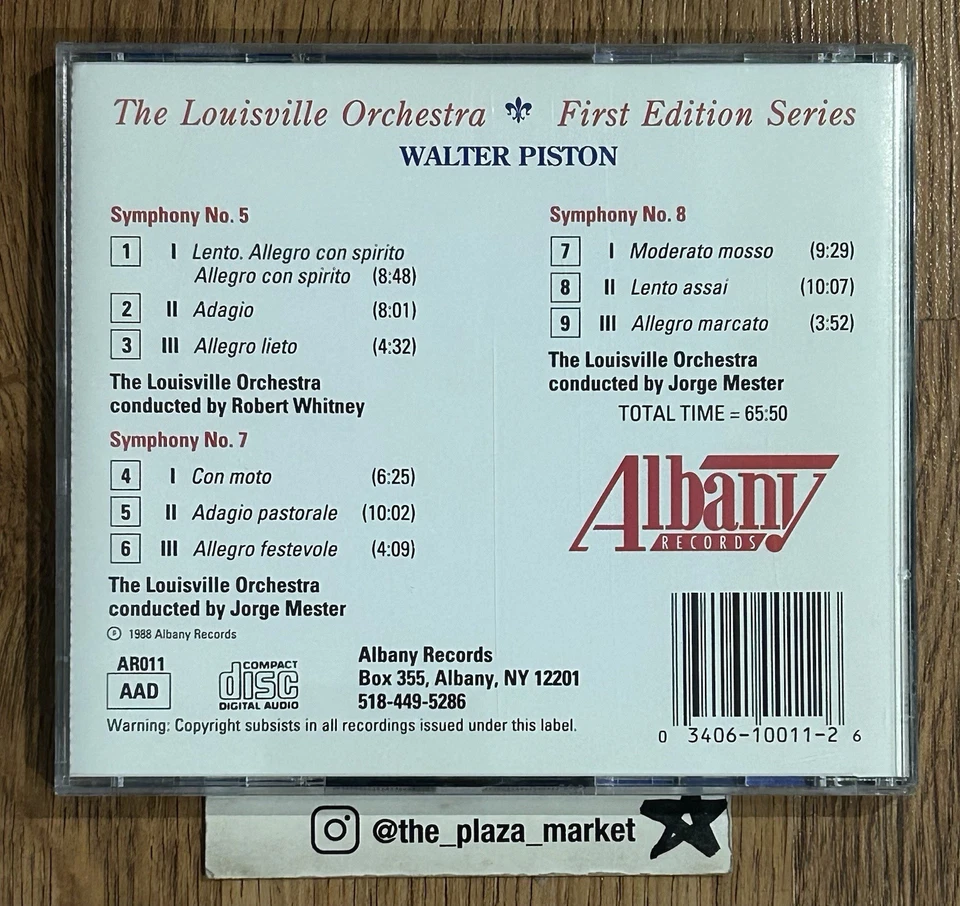 The Louisville Orchestra ⚜ First Edition Series
WALTER PISTON
Symphony No. 5
1 I Lento. Allegro con spirito
Allegro con spirito (8:48)
2 II Adagio (8:01)
3 III Allegro lieto (4:32)
The Louisville Orchestra
conducted by Robert Whitney
Symphony No. 7
4 I Con moto (6:25)
5 II Adagio pastorale (10:02)
6 III Allegro festevole (4:09)
The Louisville Orchestra
conducted by Jorge Mester
℗ 1988 Albany Records
AR011
AAD
COMPACT
disc
DIGITAL AUDIO
Albany Records
Box 355, Albany, NY 12201
518-449-5286
Warning: Copyright subsists in all recordings issued under this label.
Symphony No. 8
7 I Moderato mosso (9:29)
8 II Lento assai (10:07)
9 III Allegro marcato (3:52)
The Louisville Orchestra
conducted by Jorge Mester
TOTAL TIME = 65:50
Albany
RECORDS
0 3406-10011-2 6
@the_plaza_market